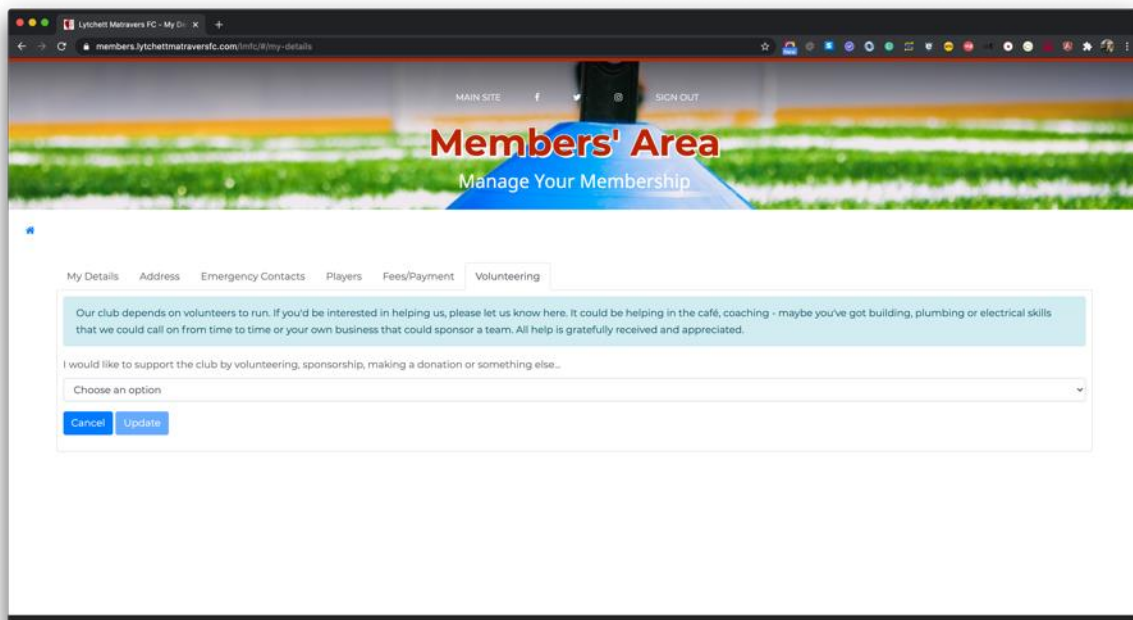 Lytchett Matravers FC - My De
members.lytchettmatraversfc.com/lmfc/#/my-details
MAIN SITE SIGN OUT
Members' Area
Manage Your Membership
My Details Address Emergency Contacts Players Fees/Payment Volunteering
Our club depends on volunteers to run. If you'd be interested in helping us, please let us know here. It could be helping in the café, coaching - maybe you've got building, plumbing or electrical skills
that we could call on from time to time or your own business that could sponsor a team. All help is gratefully received and appreciated.
I would like to support the club by volunteering, sponsorship, making a donation or something else...
Choose an option
Cancel Update